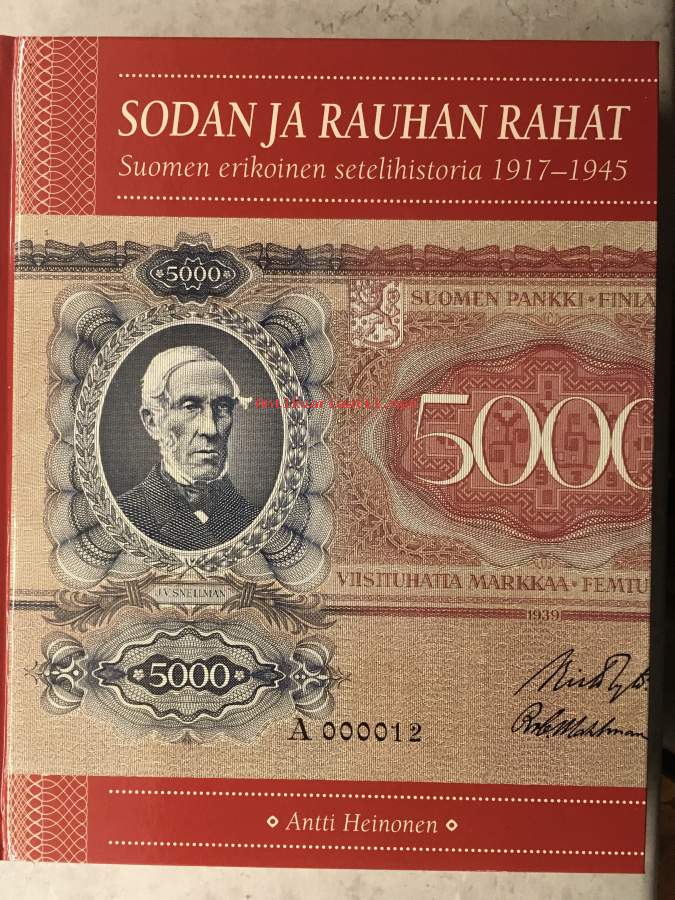 SODAN JA RAUHAN RAHAT
Suomen erikoinen setelihistoria 1917–1945
5000
SUOMEN PANKKI·FINLA
5000
J.V. SNELLMAN
VIISITUHATTA MARKKAA·FEMTU
1939
5000
A 000012
Antti Heinonen